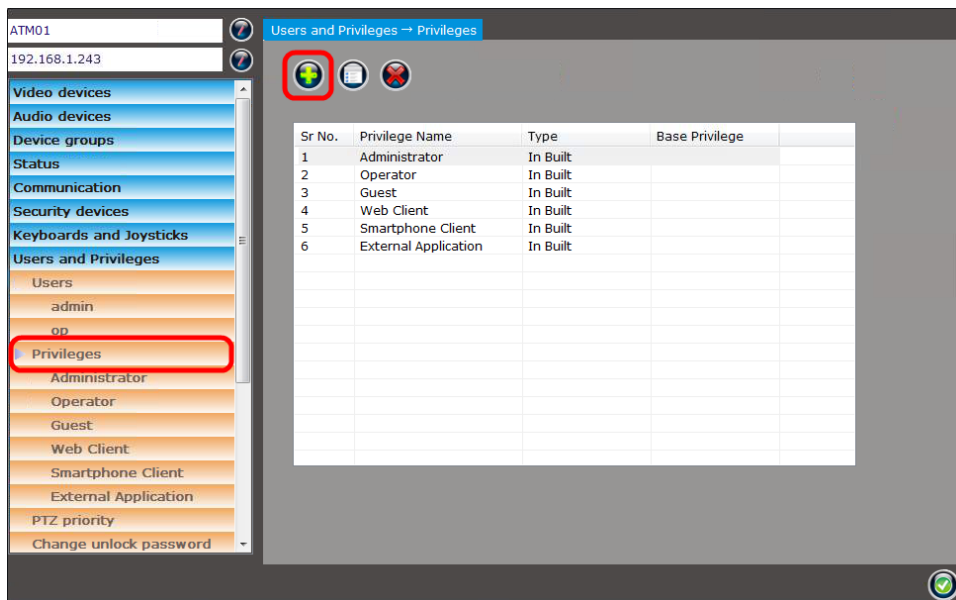 ATM01
192.168.1.243
Video devices
Audio devices
Device groups
Status
Communication
Security devices
Keyboards and Joysticks
Users and Privileges
Users
admin
op
Privileges
Administrator
Operator
Guest
Web Client
Smartphone Client
External Application
PTZ priority
Change unlock password
Users and Privileges → Privileges
Sr No. Privilege Name Type Base Privilege
1 Administrator In Built
2 Operator In Built
3 Guest In Built
4 Web Client In Built
5 Smartphone Client In Built
6 External Application In Built